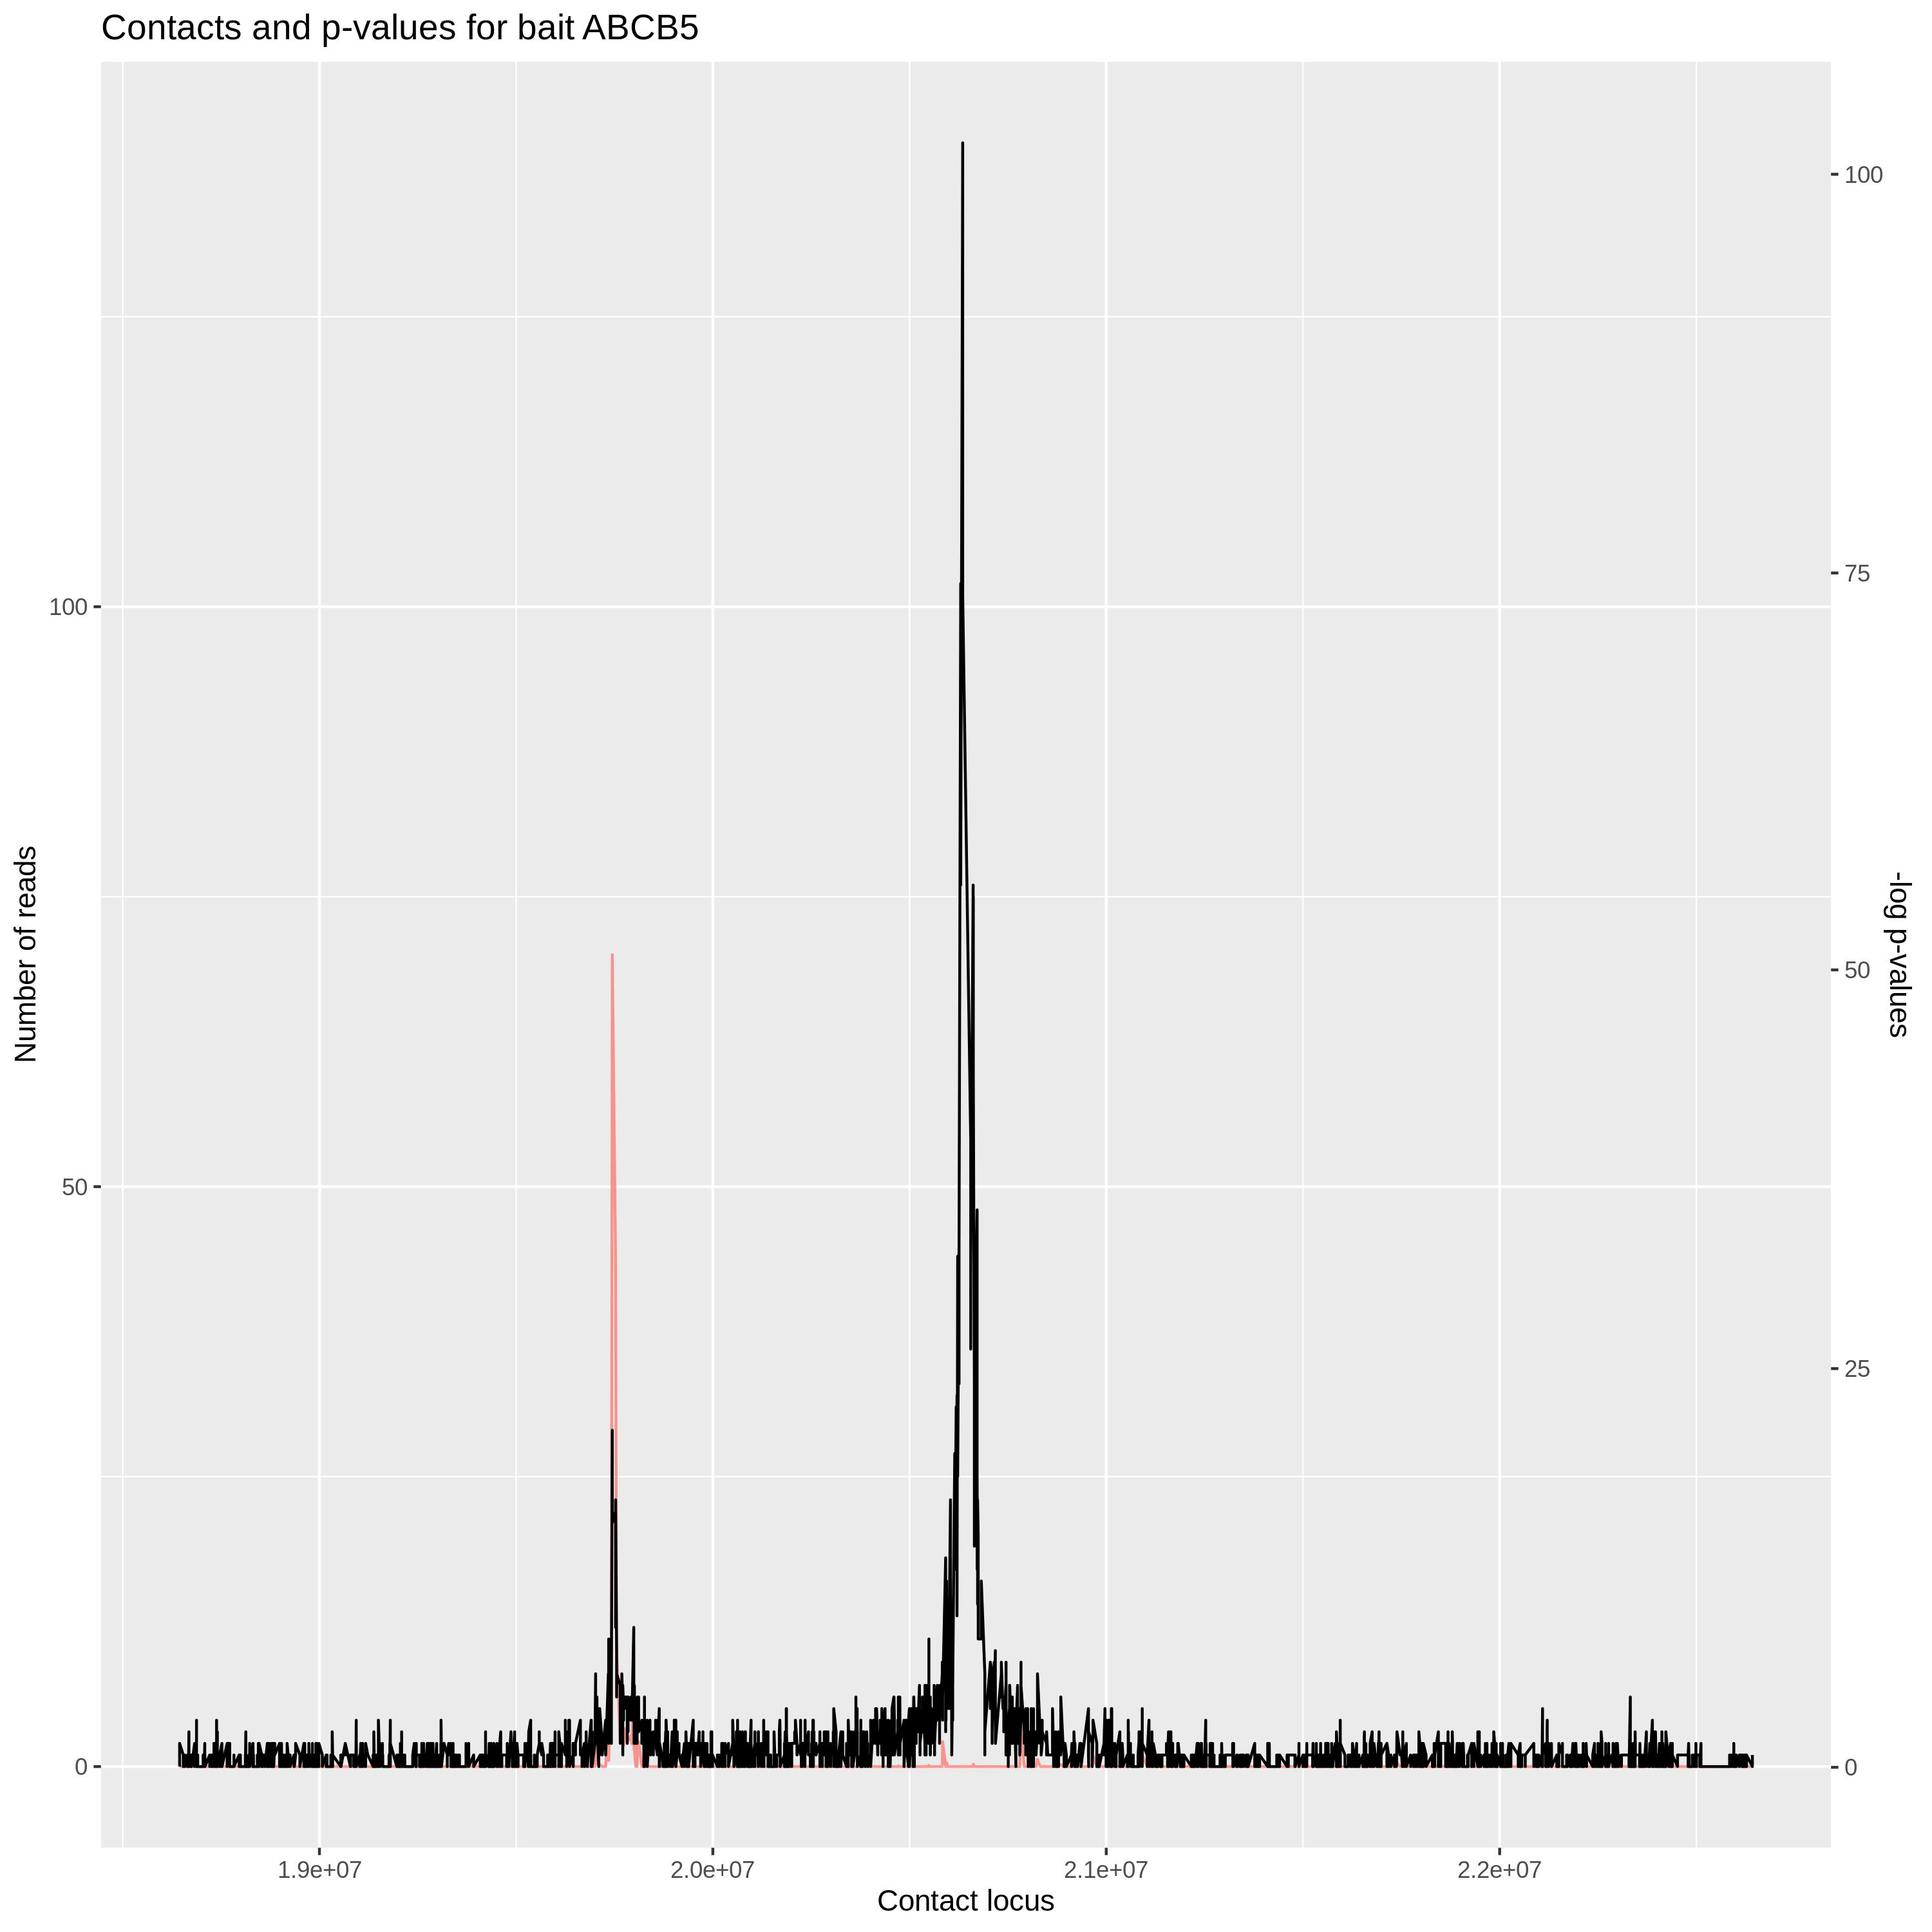 Contacts and p-values for bait ABCB5
Number of reads
100
50
0
100
75
50
25
0
-log p-values
1.9e+07
2.0e+07
2.1e+07
2.2e+07
Contact locus